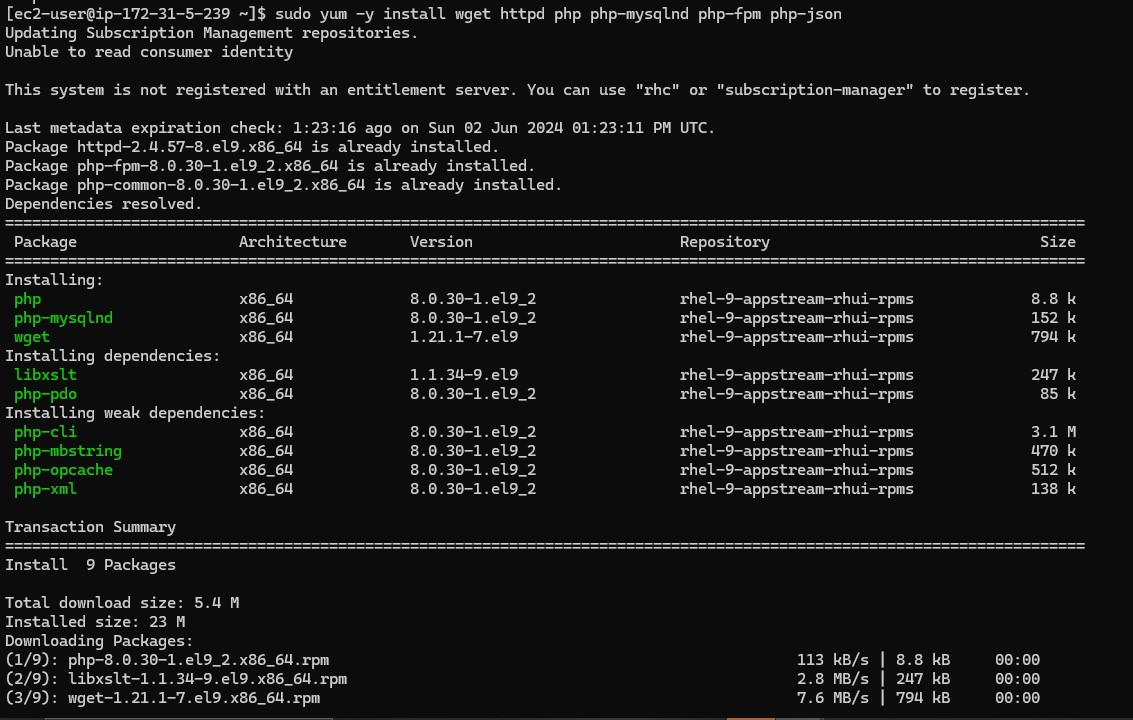 [ec2-user@ip-172-31-5-239 ~]$ sudo yum -y install wget httpd php php-mysqlnd php-fpm php-json
Updating Subscription Management repositories.
Unable to read consumer identity
This system is not registered with an entitlement server. You can use "rhc" or "subscription-manager" to register.
Last metadata expiration check: 1:23:16 ago on Sun 02 Jun 2024 01:23:11 PM UTC.
Package httpd-2.4.57-8.el9.x86_64 is already installed.
Package php-fpm-8.0.30-1.el9_2.x86_64 is already installed.
Package php-common-8.0.30-1.el9_2.x86_64 is already installed.
Dependencies resolved.
Package Architecture Version Repository Size
Installing:
php x86_64 8.0.30-1.el9_2 rhel-9-appstream-rhui-rpms 8.8 k
php-mysqlnd x86_64 8.0.30-1.el9_2 rhel-9-appstream-rhui-rpms 152 k
wget x86_64 1.21.1-7.el9 rhel-9-appstream-rhui-rpms 794 k
Installing dependencies:
libxslt x86_64 1.1.34-9.el9 rhel-9-appstream-rhui-rpms 247 k
php-pdo x86_64 8.0.30-1.el9_2 rhel-9-appstream-rhui-rpms 85 k
Installing weak dependencies:
php-cli x86_64 8.0.30-1.el9_2 rhel-9-appstream-rhui-rpms 3.1 M
php-mbstring x86_64 8.0.30-1.el9_2 rhel-9-appstream-rhui-rpms 470 k
php-opcache x86_64 8.0.30-1.el9_2 rhel-9-appstream-rhui-rpms 512 k
php-xml x86_64 8.0.30-1.el9_2 rhel-9-appstream-rhui-rpms 138 k
Transaction Summary
Install 9 Packages
Total download size: 5.4 M
Installed size: 23 M
Downloading Packages:
(1/9): php-8.0.30-1.el9_2.x86_64.rpm 113 kB/s | 8.8 kB 00:00
(2/9): libxslt-1.1.34-9.el9.x86_64.rpm 2.8 MB/s | 247 kB 00:00
(3/9): wget-1.21.1-7.el9.x86_64.rpm 7.6 MB/s | 794 kB 00:00